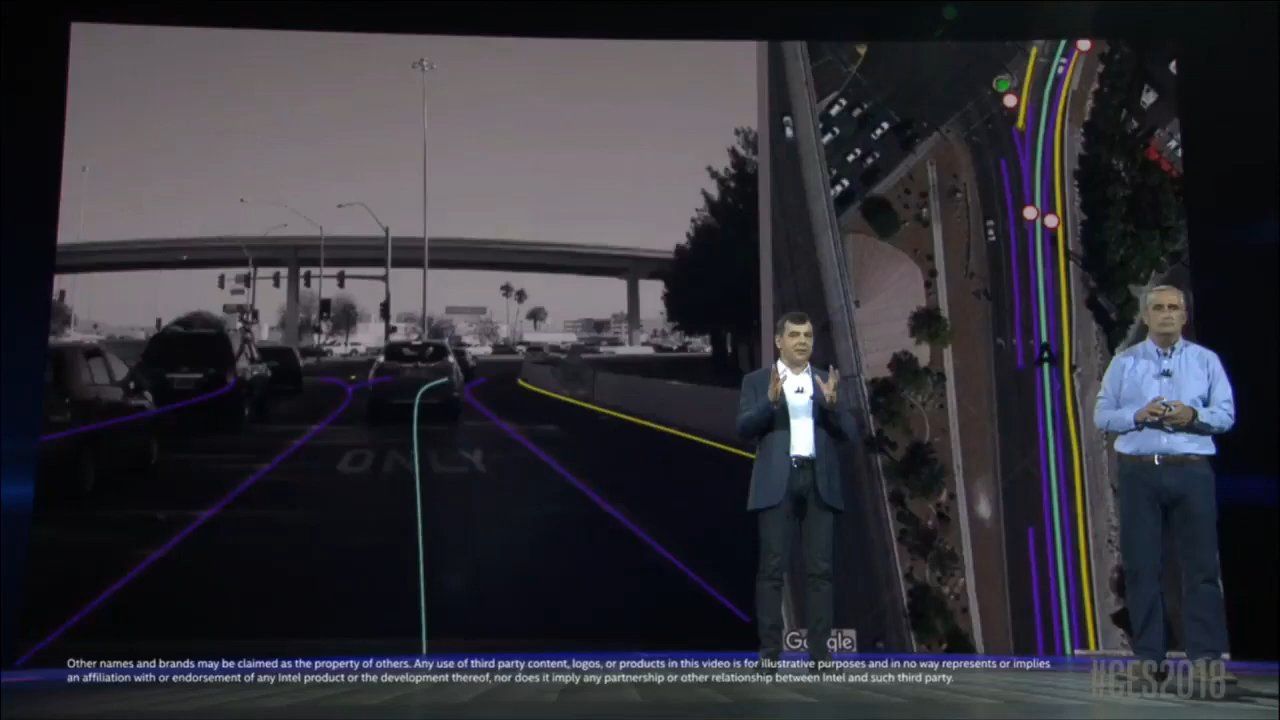 ONLY
Google
Other names and brands may be claimed as the property of others. Any use of third party content, logos, or products in this video is for illustrative purposes and in no way represents or implies
an affiliation with or endorsement of any Intel product or the development thereof, nor does it imply any partnership or other relationship between Intel and such third party.
#CES2018